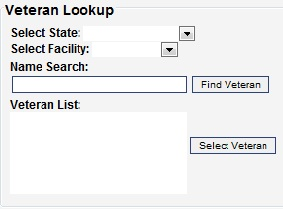 Veteran Lookup
Select State:
Select Facility:
Name Search:
Find Veteran
Veteran List:
Select Veteran